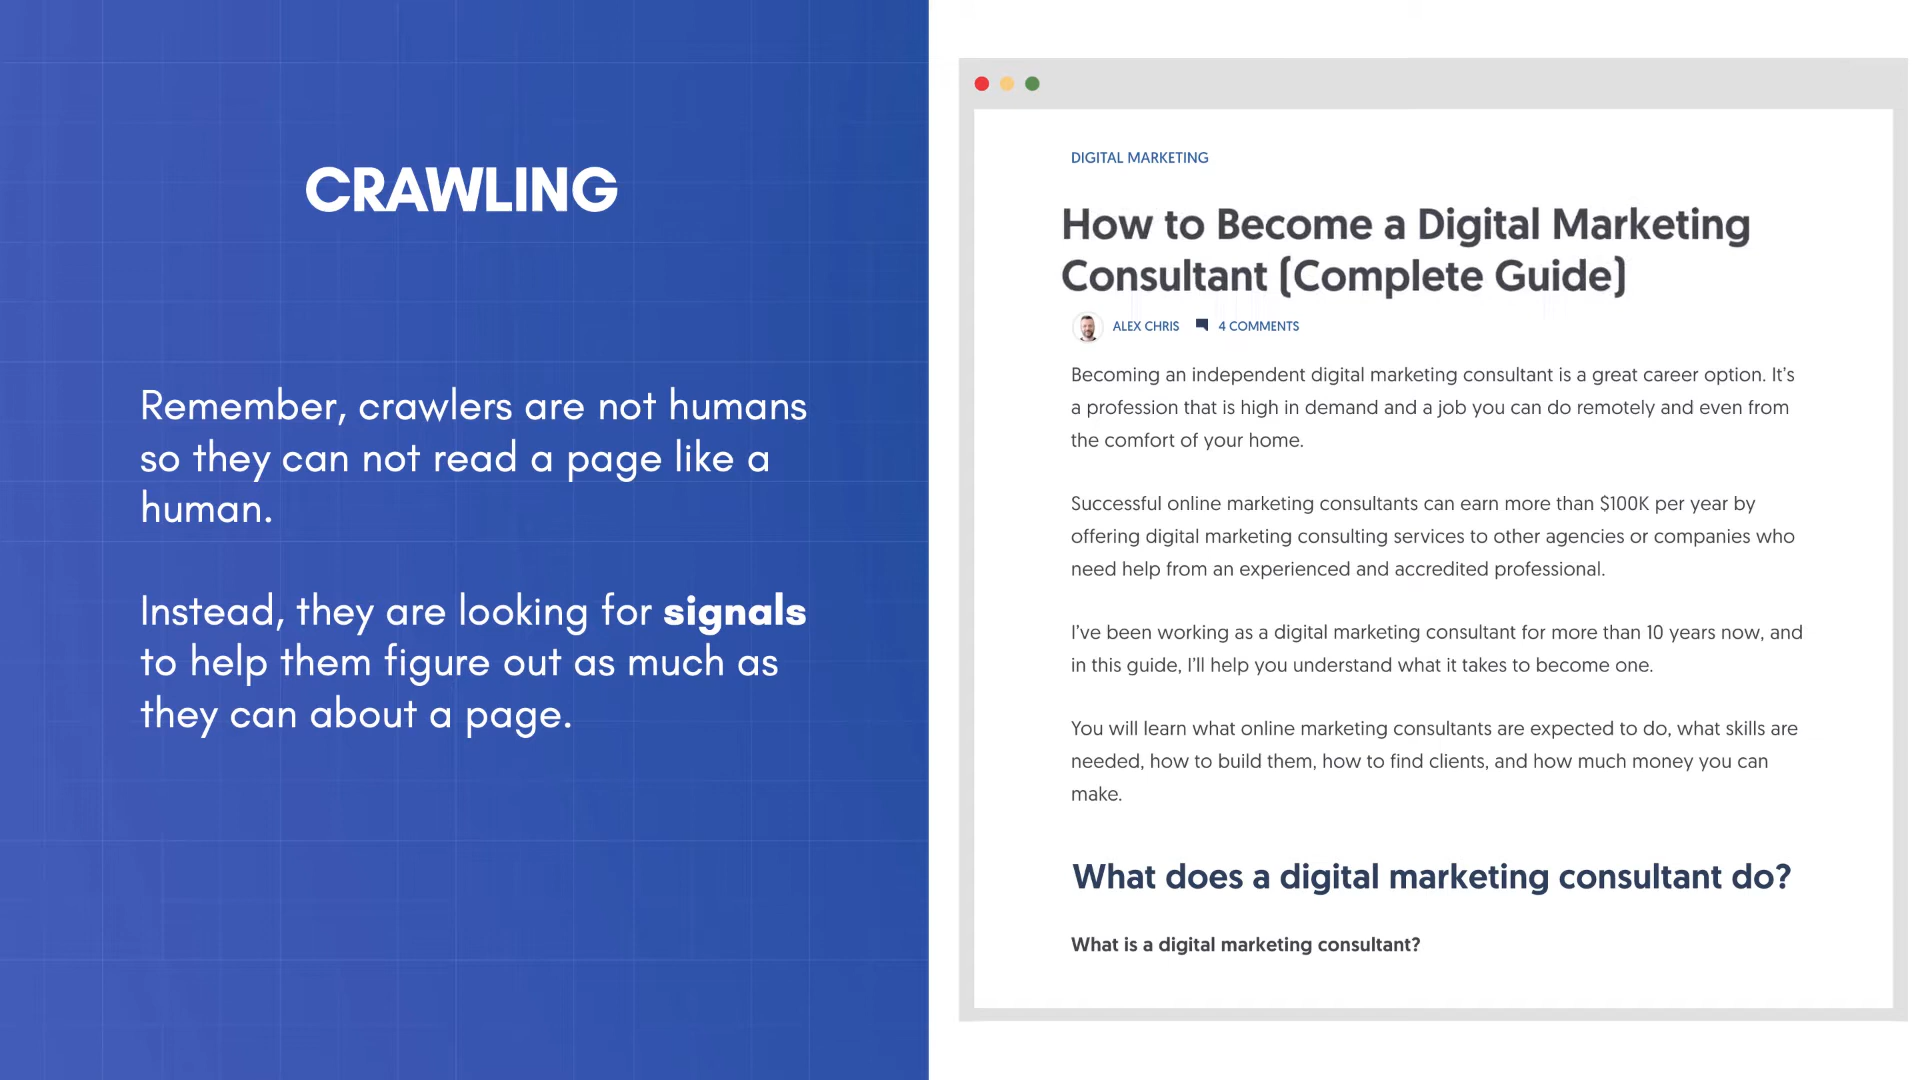 CRAWLING
Remember, crawlers are not humans
so they can not read a page like a
human.
Instead, they are looking for signals
to help them figure out as much as
they can about a page.
DIGITAL MARKETING
How to Become a Digital Marketing
Consultant (Complete Guide)
ALEX CHRIS 4 COMMENTS
Becoming an independent digital marketing consultant is a great career option. It’s
a profession that is high in demand and a job you can do remotely and even from
the comfort of your home.
Successful online marketing consultants can earn more than $100K per year by
offering digital marketing consulting services to other agencies or companies who
need help from an experienced and accredited professional.
I’ve been working as a digital marketing consultant for more than 10 years now, and
in this guide, I’ll help you understand what it takes to become one.
You will learn what online marketing consultants are expected to do, what skills are
needed, how to build them, how to find clients, and how much money you can
make.
What does a digital marketing consultant do?
What is a digital marketing consultant?